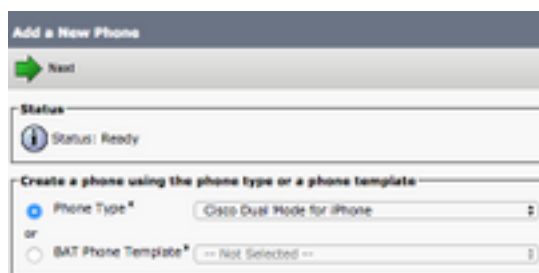 Add a New Phone
Next
Status
Status: Ready
Create a phone using the phone type or a phone template
Phone Type* Cisco Dual Mode for iPhone
or
BAT Phone Template* -- Not Selected --